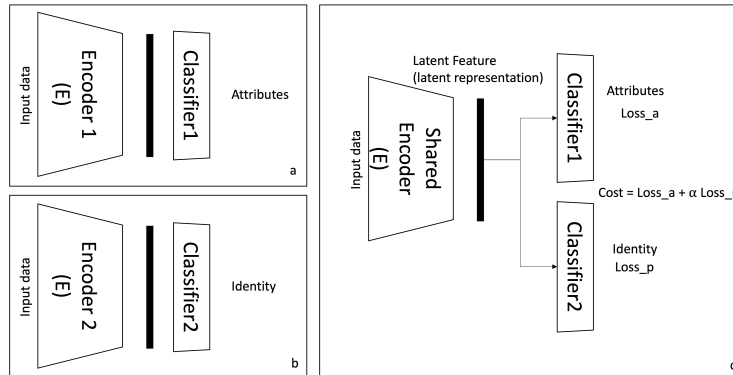 Input data
Encoder 1
(E)
Classifier1
Attributes
a
Input data
Encoder 2
(E)
Classifier2
Identity
b
Latent Feature
(latent representation)
Input data
Shared
Encoder
(E)
Classifier1
Attributes
Loss_a
Cost = Loss_a + α
Classifier2
Identity
Loss_p